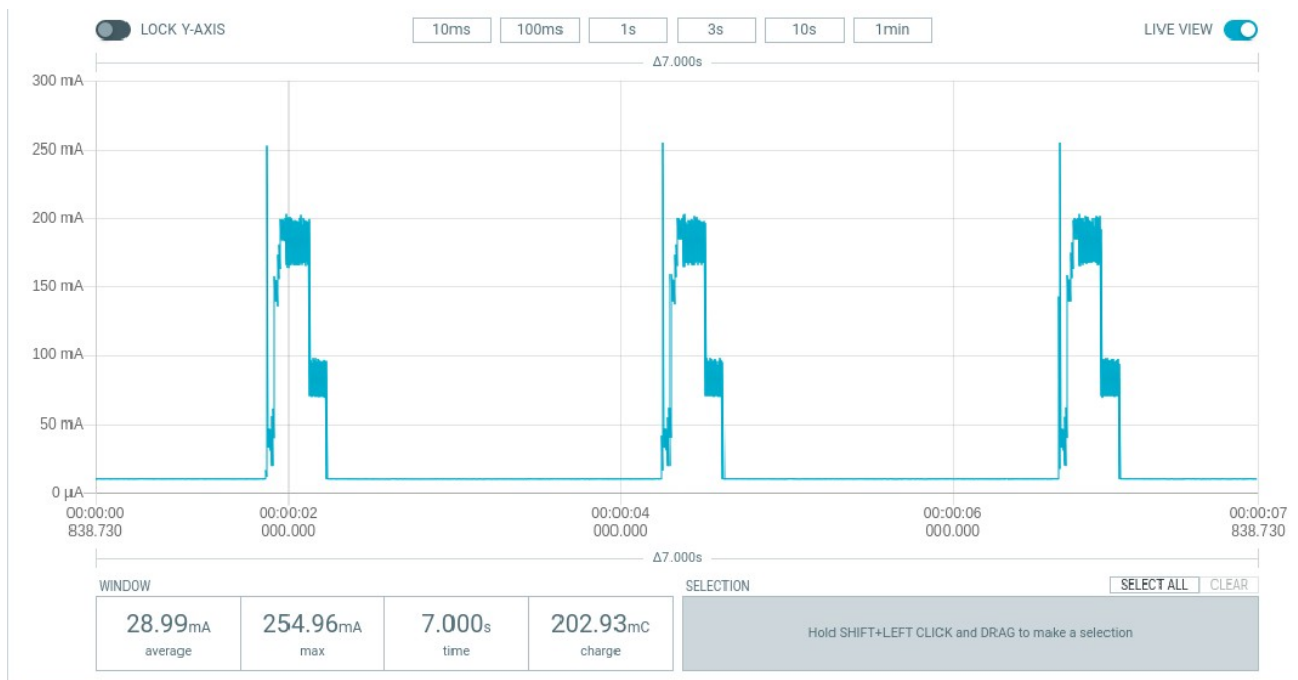 LOCK Y-AXIS 10ms 100ms 1s 3s 10s 1min LIVE VIEW
Δ7.000s
300 mA
250 mA
200 mA
150 mA
100 mA
50 mA
0 µA
00:00:00 00:00:02 00:00:04 00:00:06 00:00:07
838.730 000.000 000.000 000.000 838.730
Δ7.000s
WINDOW SELECTION SELECT ALL CLEAR
28.99mA 254.96mA 7.000s 202.93mC
average max time charge
Hold SHIFT+LEFT CLICK and DRAG to make a selection